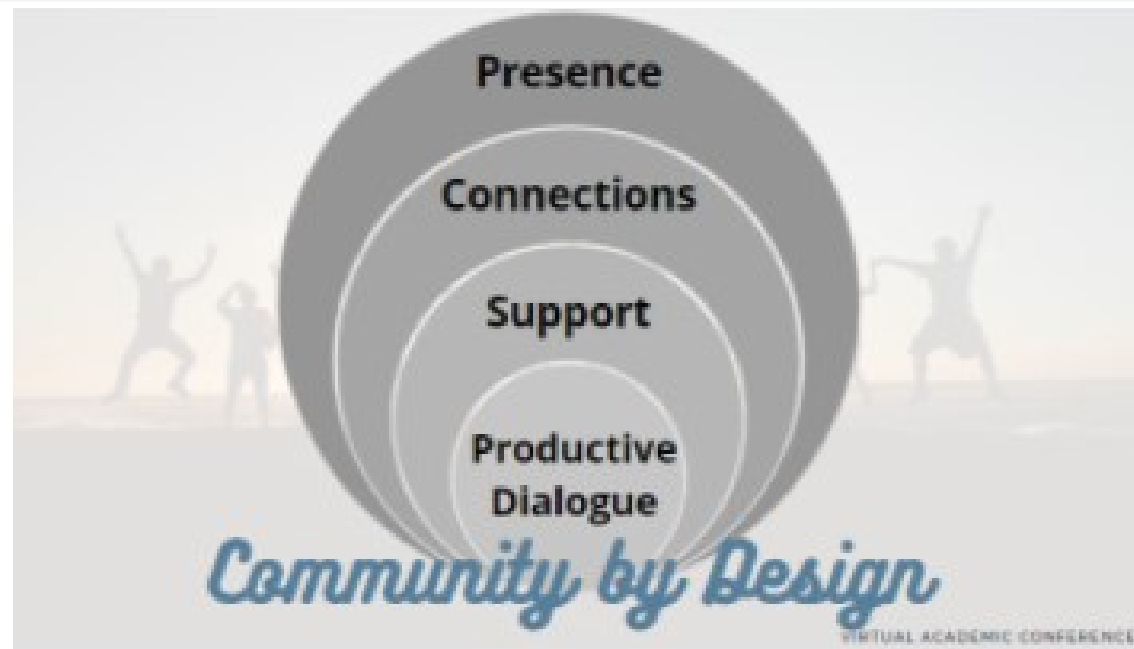 Presence
Connections
Support
Productive
Dialogue
Community by Design
VIRTUAL ACADEMIC CONFERENCE